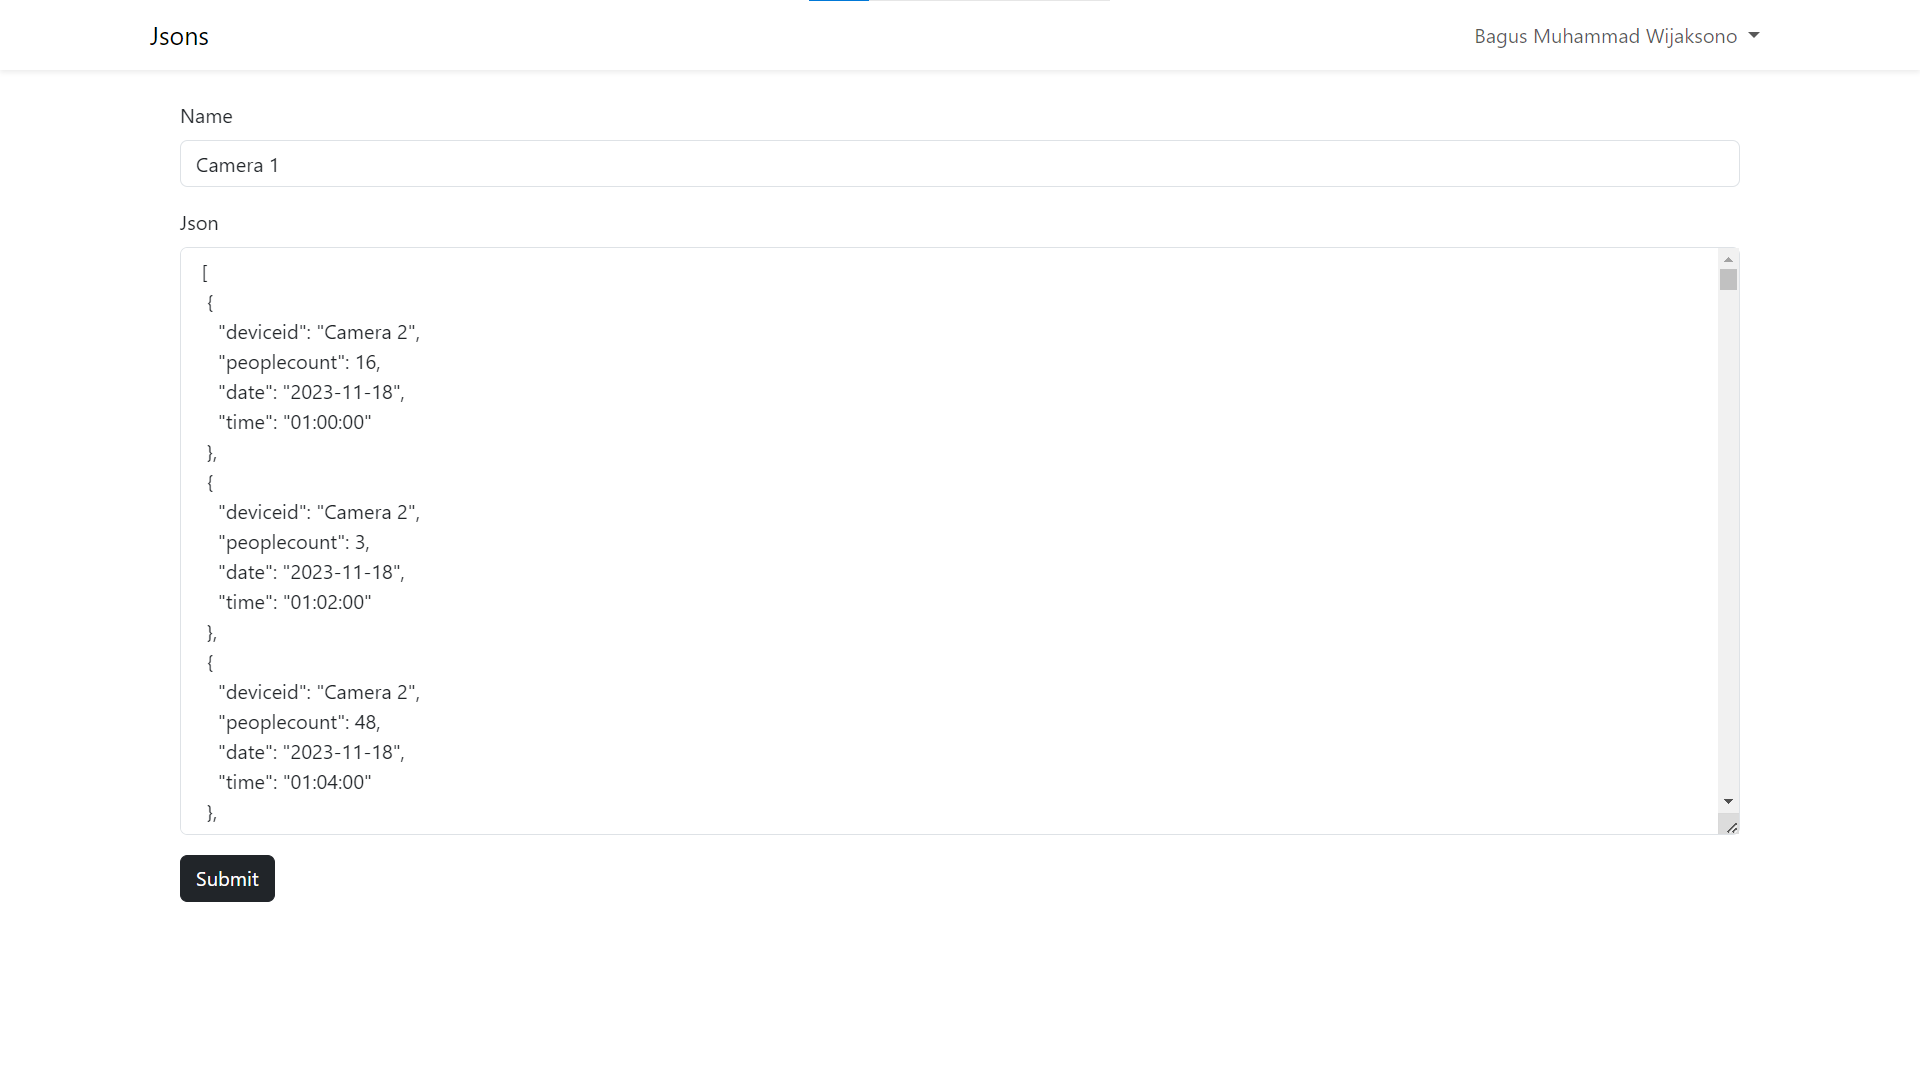 Jsons
Bagus Muhammad Wijaksono
Name
Camera 1
Json
[
{
"deviceid": "Camera 2",
"peoplecount": 16,
"date": "2023-11-18",
"time": "01:00:00"
},
{
"deviceid": "Camera 2",
"peoplecount": 3,
"date": "2023-11-18",
"time": "01:02:00"
},
{
"deviceid": "Camera 2",
"peoplecount": 48,
"date": "2023-11-18",
"time": "01:04:00"
},
Submit